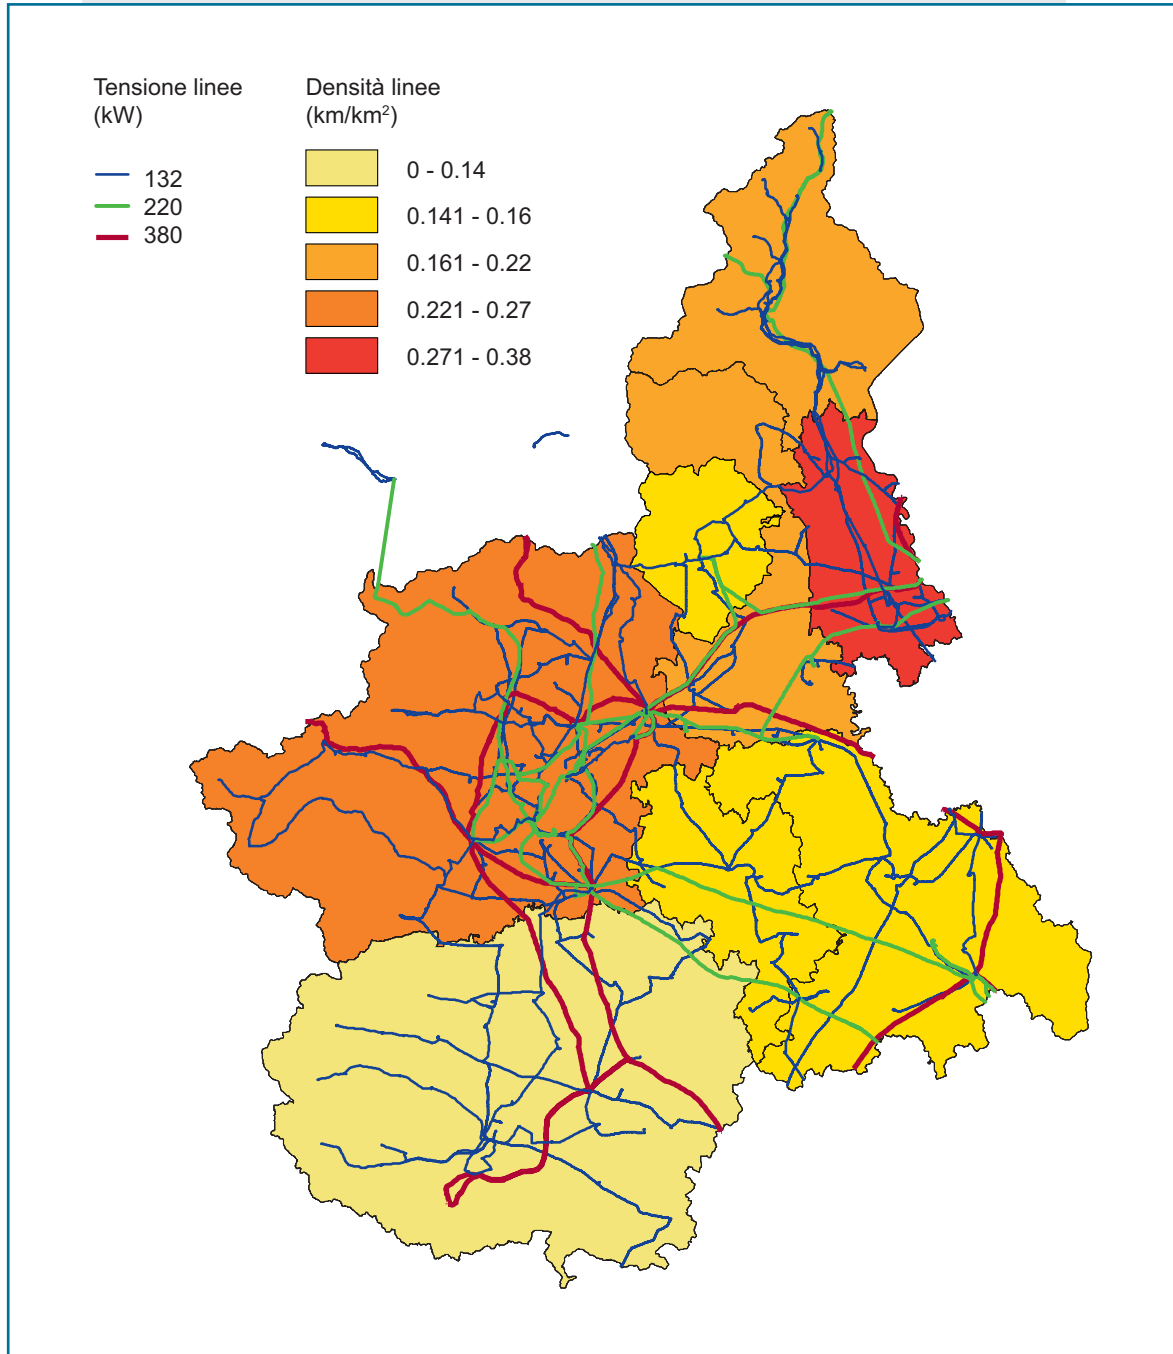 Tensione linee
(kW)
132
220
380
Densità linee
(km/km²)
0 - 0.14
0.141 - 0.16
0.161 - 0.22
0.221 - 0.27
0.271 - 0.38